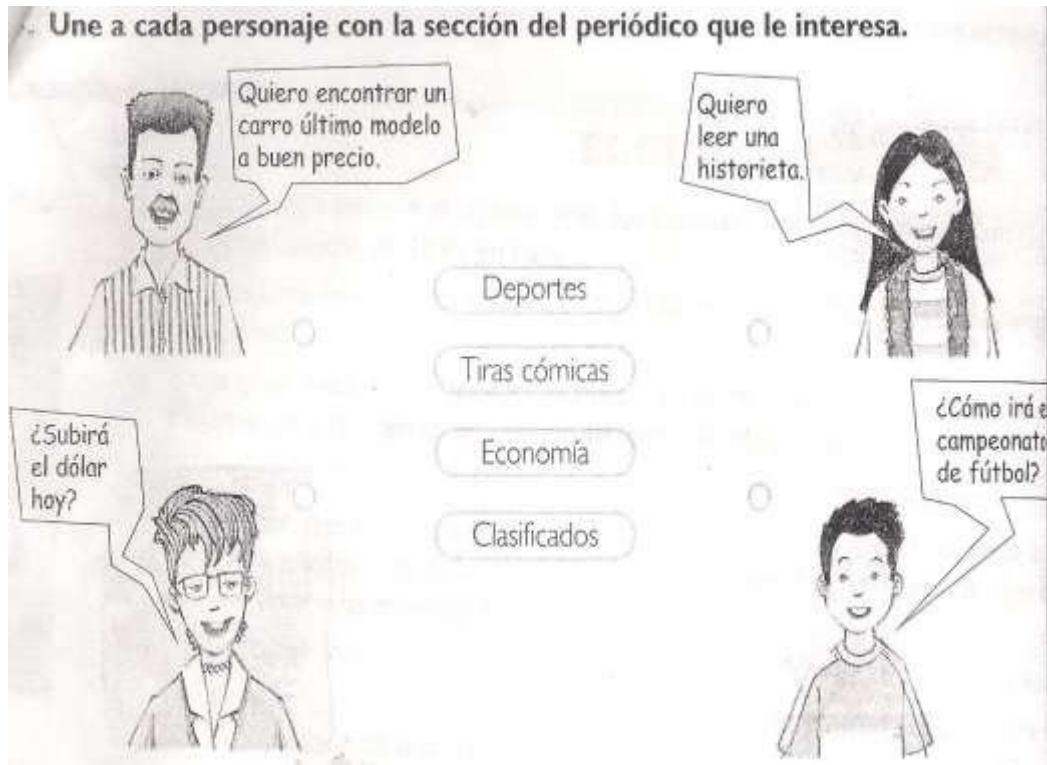 Une a cada personaje con la sección del periódico que le interesa.
Quiero encontrar un
carro último modelo
a buen precio.
Quiero
leer una
historieta.
Deportes
Tiras cómicas
Economía
Clasificados
¿Subirá
el dólar
hoy?
¿Cómo irá e
campeonato
de fútbol?